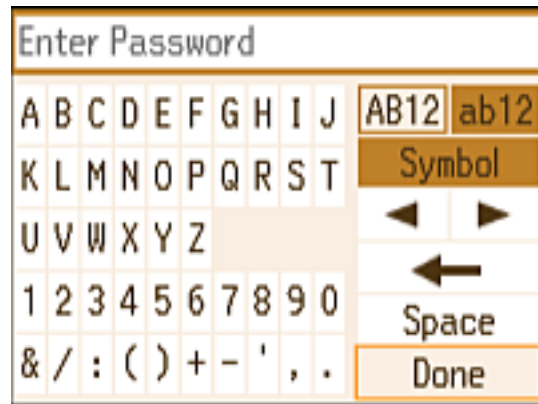 Enter Password
A B C D E F G H I J AB12 ab12
K L M N O P Q R S T Symbol
U V W X Y Z
1 2 3 4 5 6 7 8 9 0 Space
& / : ( ) + - ' , . Done